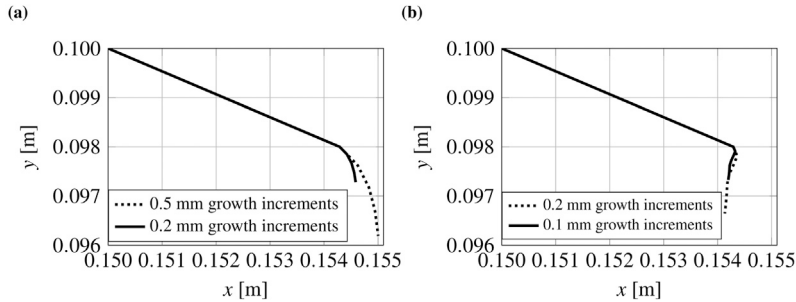 (a)
0.100
0.099
0.098
0.097
0.096
y [m]
0.5 mm growth increments
0.2 mm growth increments
0.150 0.151 0.152 0.153 0.154 0.155
x [m]
(b)
0.100
0.099
0.098
0.097
0.096
y [m]
0.2 mm growth increments
0.1 mm growth increments
0.150 0.151 0.152 0.153 0.154 0.155
x [m]